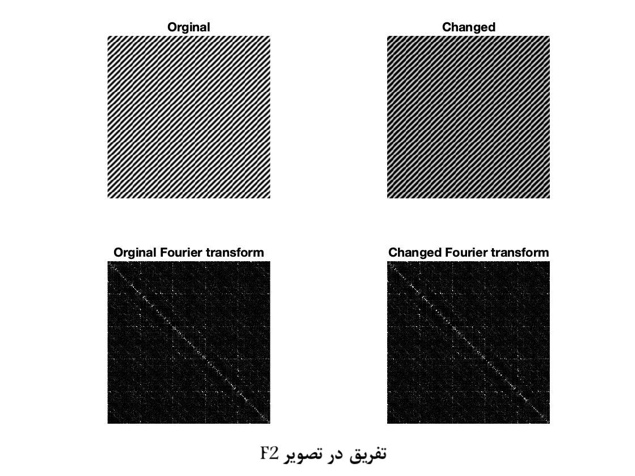 Orginal
Changed
Orginal Fourier transform
Changed Fourier transform
تفریق در تصویر F2